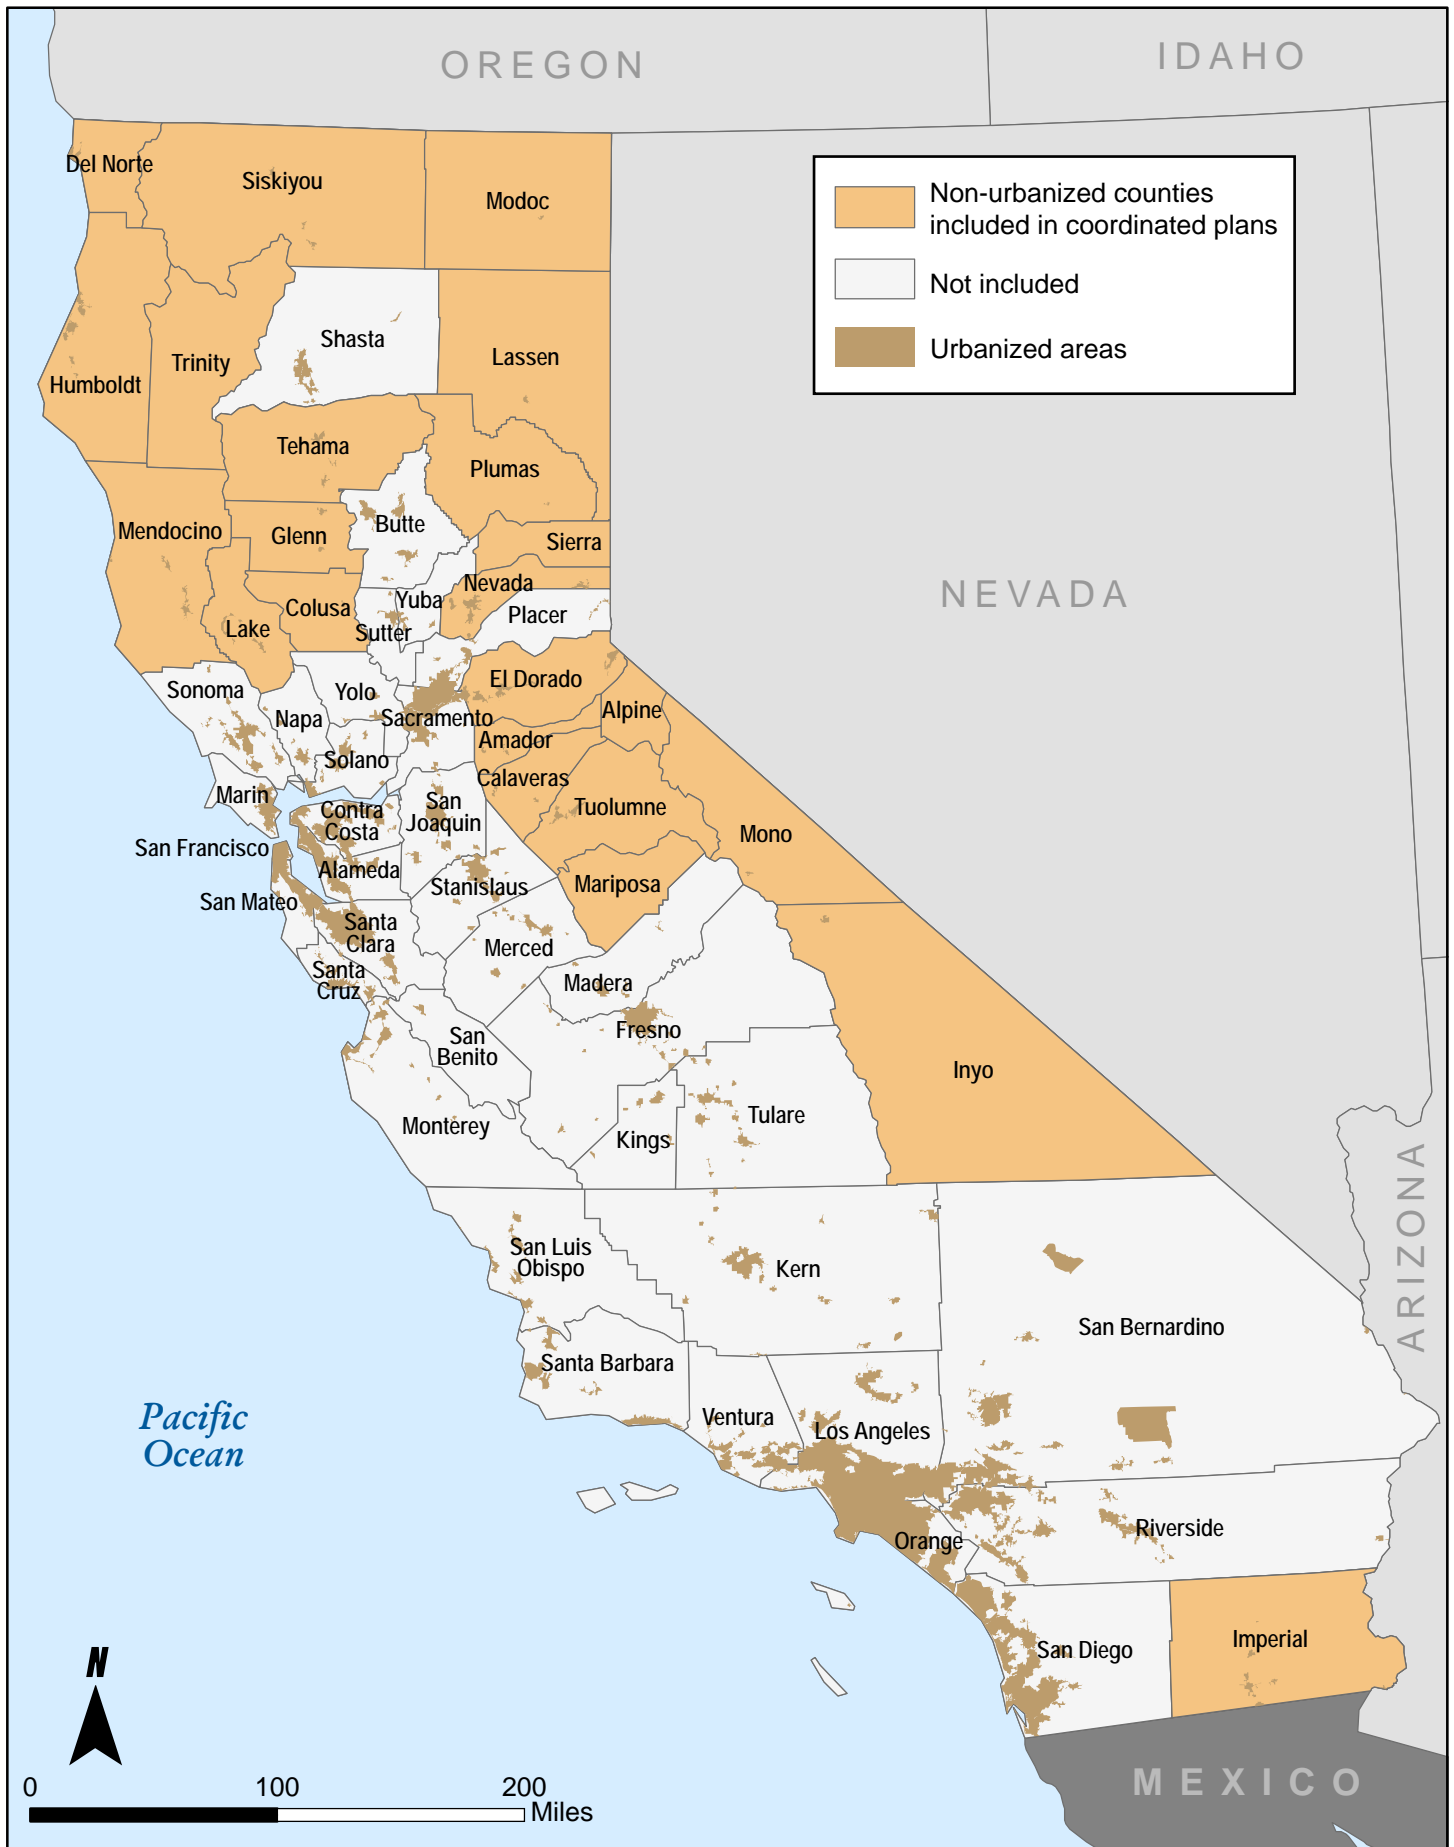 OREGON
IDAHO
Del Norte
Siskiyou
Modoc
Non-urbanized counties
included in coordinated plans
Not included
Urbanized areas
Shasta
Trinity
Lassen
Humboldt
Tehama
Plumas
Mendocino
Glenn
Butte
Sierra
Nevada
NEVADA
Colusa
Yuba
Placer
Lake
Sutter
Sonoma
Yolo
El Dorado
Napa
Sacramento
Alpine
Amador
Solano
Calaveras
Marin
Contra
Costa
San
Joaquin
Tuolumne
Mono
San Francisco
Alameda
Stanislaus
Mariposa
San Mateo
Santa
Clara
Merced
Santa
Cruz
Madera
Fresno
San
Benito
Inyo
Monterey
Kings
Tulare
ARIZONA
San Luis
Obispo
Kern
San Bernardino
Santa Barbara
Pacific
Ocean
Ventura
Los Angeles
Orange
Riverside
San Diego
Imperial
N
MEXICO
0
100
200
Miles